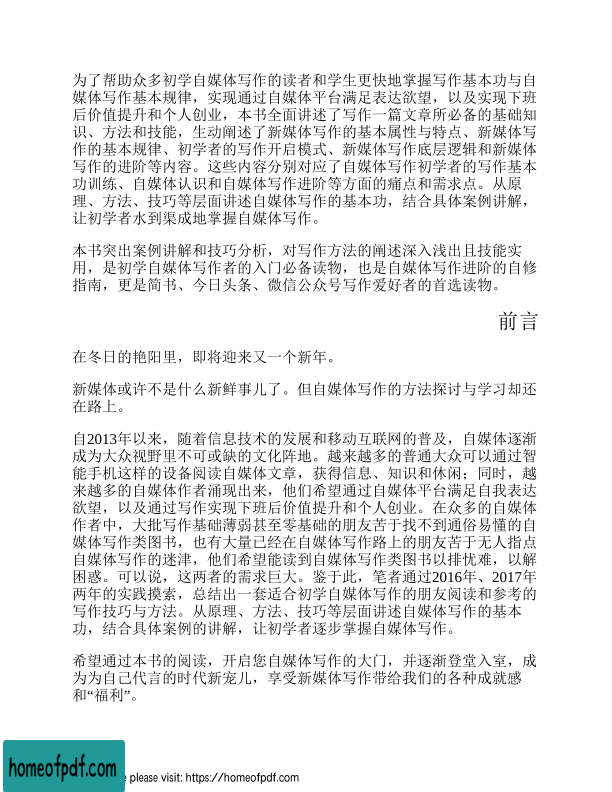 为了帮助众多初学自媒体写作的读者和学生更快地掌握写作基本功与自
媒体写作基本规律，实现通过自媒体平台满足表达欲望，以及实现下班
后价值提升和个人创业，本书全面讲述了写作一篇文章所必备的基础知
识、方法和技能，生动阐述了新媒体写作的基本属性与特点、新媒体写
作的基本规律、初学者的写作开启模式、新媒体写作底层逻辑和新媒体
写作的进阶等内容。这些内容分别对应了自媒体写作初学者的写作基本
功训练、自媒体认识和自媒体写作进阶等方面的痛点和需求点。从原
理、方法、技巧等层面讲述自媒体写作的基本功，结合具体案例讲解，
让初学者水到渠成地掌握自媒体写作。
本书突出案例讲解和技巧分析，对写作方法的阐述深入浅出且技能实
用，是初学自媒体写作者的入门必备读物，也是自媒体写作进阶的自修
指南，更是简书、今日头条、微信公众号写作爱好者的首选读物。
前言
在冬日的艳阳里，即将迎来又一个新年。
新媒体或许不是什么新鲜事儿了。但自媒体写作的方法探讨与学习却还
在路上。
自2013年以来，随着信息技术的发展和移动互联网的普及，自媒体逐渐
成为大众视野里不可或缺的文化阵地。越来越多的普通大众可以通过智
能手机这样的设备阅读自媒体文章，获得信息、知识和休闲；同时，越
来越多的自媒体作者涌现出来，他们希望通过自媒体平台满足自我表达
欲望，以及通过写作实现下班后价值提升和个人创业。在众多的自媒体
作者中，大批写作基础薄弱甚至零基础的朋友苦于找不到通俗易懂的自
媒体写作类图书，也有大量已经在自媒体写作路上的朋友苦于无人指点
自媒体写作的迷津，他们希望能读到自媒体写作类图书以排忧难，以解
困惑。可以说，这两者的需求巨大。鉴于此，笔者通过2016年、2017年
两年的实践摸索，总结出一套适合初学自媒体写作的朋友阅读和参考的
写作技巧与方法。从原理、方法、技巧等层面讲述自媒体写作的基本
功，结合具体案例的讲解，让初学者逐步掌握自媒体写作。
希望通过本书的阅读，开启您自媒体写作的大门，并逐渐登堂入室，成
为为自己代言的时代新宠儿，享受新媒体写作带给我们的各种成就感
和“福利”。
homeofpdf.com
please visit: https://homeofpdf.com